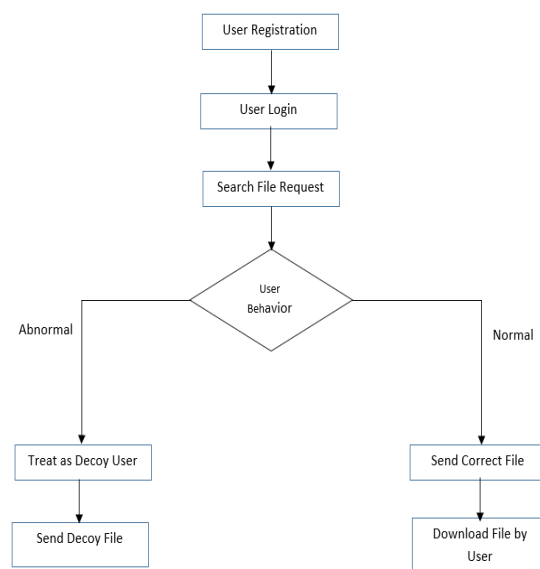 User Registration
User Login
Search File Request
User
Behavior
Abnormal
Normal
Treat as Decoy User
Send Correct File
Send Decoy File
Download File by
User